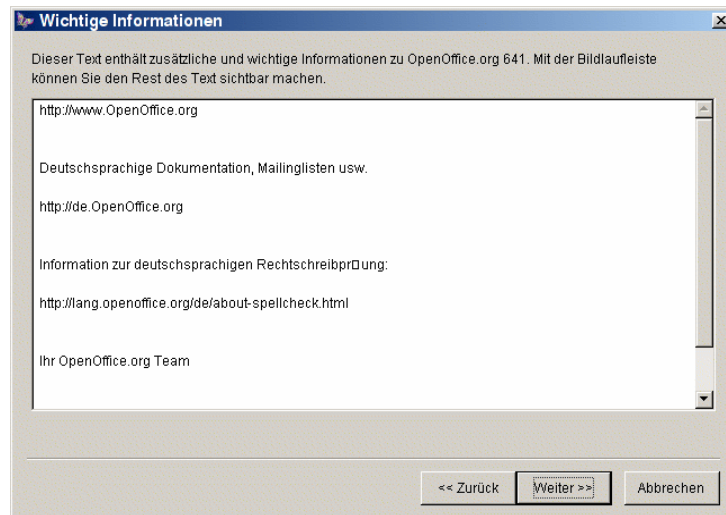 Wichtige Informationen
Dieser Text enthält zusätzliche und wichtige Informationen zu OpenOffice.org 641. Mit der Bildlaufleiste
können Sie den Rest des Text sichtbar machen.
http://www.OpenOffice.org
Deutschsprachige Dokumentation, Mailinglisten usw.
http://de.OpenOffice.org
Information zur deutschsprachigen Rechtschreibpr□ung:
http://lang.openoffice.org/de/about-spellcheck.html
Ihr OpenOffice.org Team
<< Zurück
Weiter >>
Abbrechen